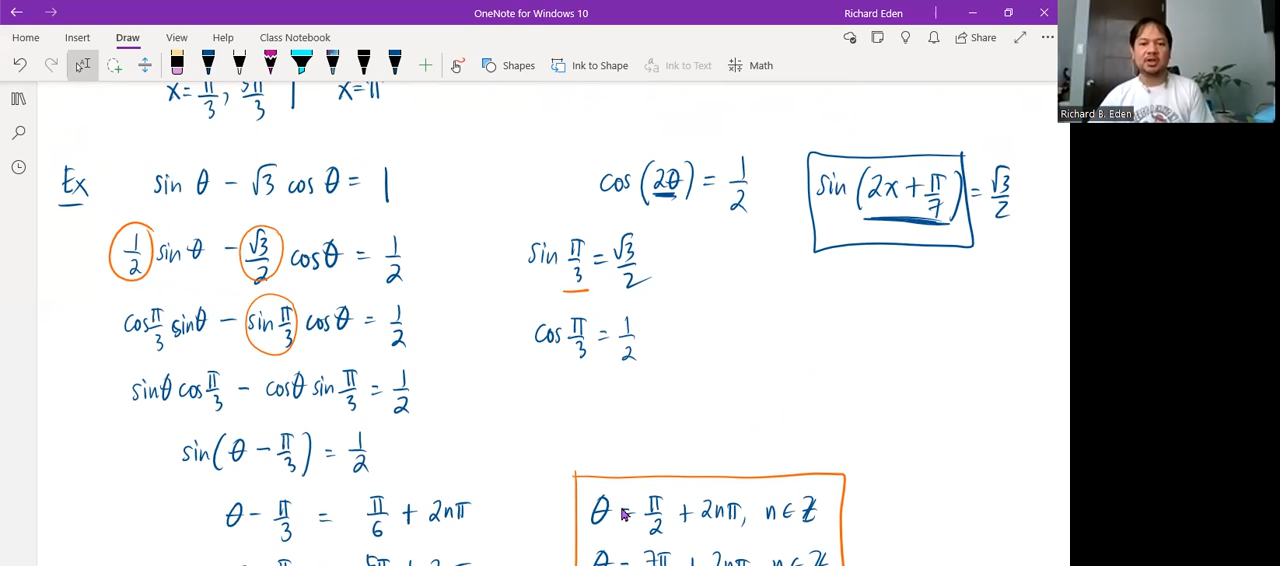 OneNote for Windows 10
Richard Eden
Home Insert Draw View Help Class Notebook
Share
Shapes Ink to Shape Ink to Text Math
Richard B. Eden
x = π/3, 5π/3 | x = π
Ex sin θ − √3 cos θ = 1
1/2 sin θ − √3/2 cos θ = 1/2
cos π/3 sin θ − sin π/3 cos θ = 1/2
sin θ cos π/3 − cos θ sin π/3 = 1/2
sin(θ − π/3) = 1/2
θ − π/3 = π/6 + 2nπ
cos(2θ) = 1/2
sin π/3 = √3/2
cos π/3 = 1/2
sin(2x + π/7) = √3/2
θ = π/2 + 2nπ, n ∈ ℤ
θ = 7π + 2nπ, n ∈ ℤ